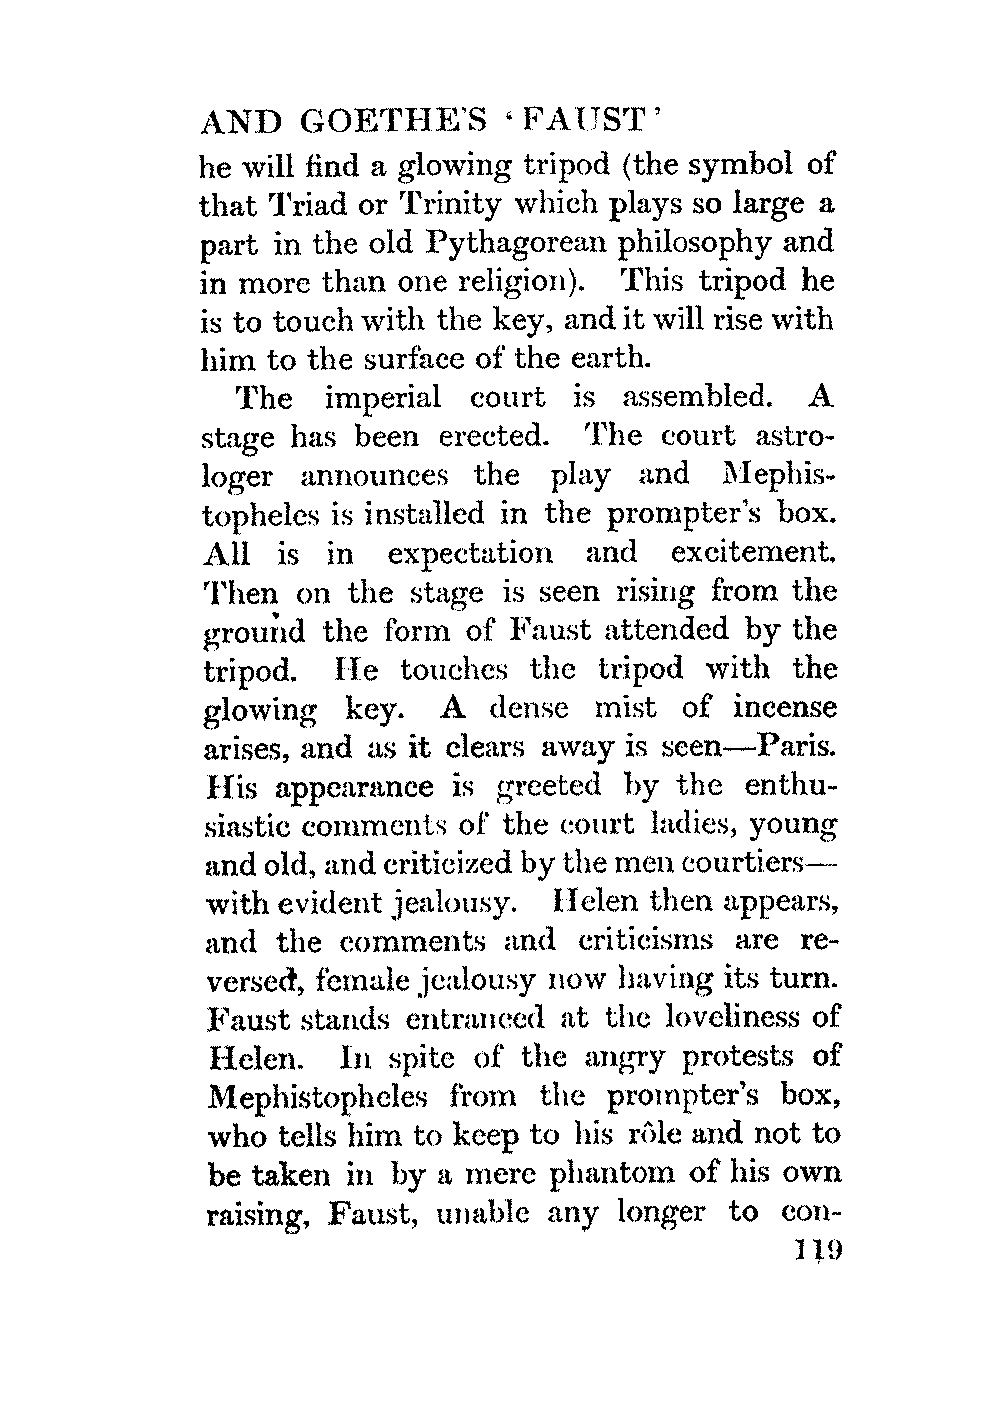 AND GOETHE'S ‘FAUST’
he will find a glowing tripod (the symbol of
that Triad or Trinity which plays so large a
part in the old Pythagorean philosophy and
in more than one religion). This tripod he
is to touch with the key, and it will rise with
him to the surface of the earth.
The imperial court is assembled. A
stage has been erected. The court astro-
loger announces the play and Mephis-
topheles is installed in the prompter's box.
All is in expectation and excitement.
Then on the stage is seen rising from the
ground the form of Faust attended by the
tripod. He touches the tripod with the
glowing key. A dense mist of incense
arises, and as it clears away is seen—Paris.
His appearance is greeted by the enthu-
siastic comments of the court ladies, young
and old, and criticized by the men courtiers—
with evident jealousy. Helen then appears,
and the comments and criticisms are re-
versed, female jealousy now having its turn.
Faust stands entranced at the loveliness of
Helen. In spite of the angry protests of
Mephistopheles from the prompter's box,
who tells him to keep to his rôle and not to
be taken in by a mere phantom of his own
raising, Faust, unable any longer to con-
119